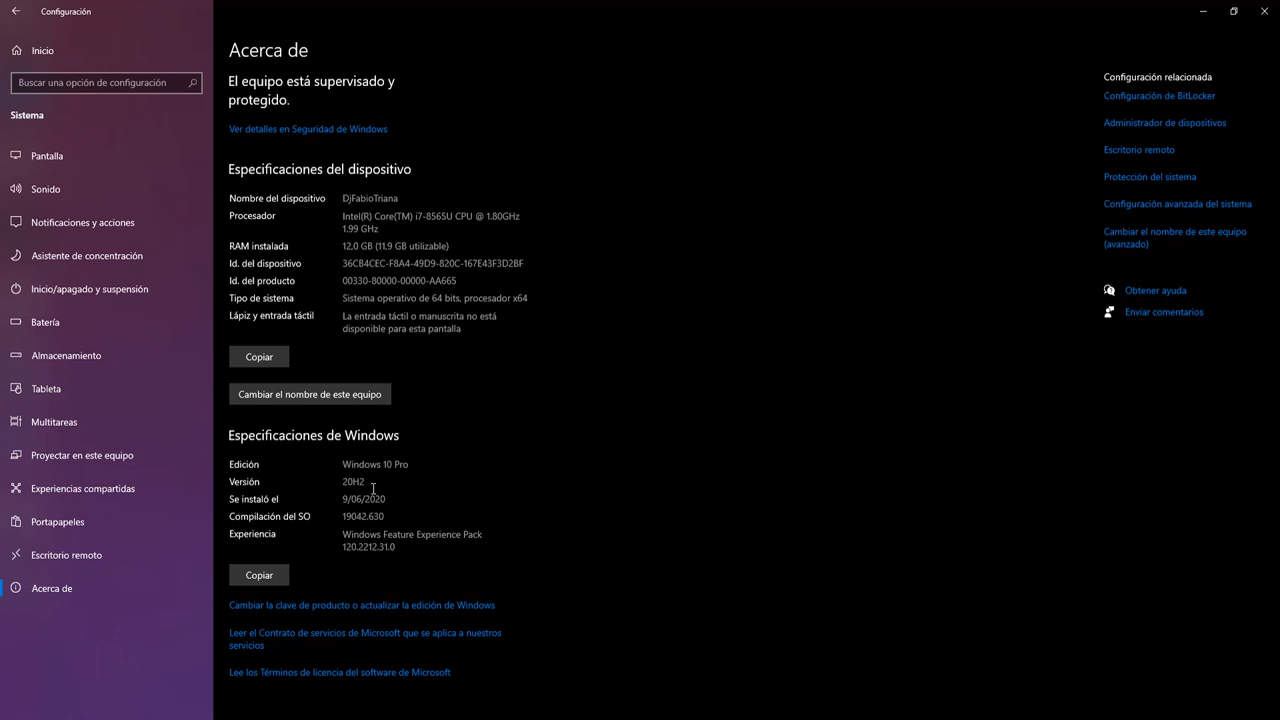 Configuración
Inicio
Buscar una opción de configuración
Sistema
Pantalla
Sonido
Notificaciones y acciones
Asistente de concentración
Inicio/apagado y suspensión
Batería
Almacenamiento
Tableta
Multitareas
Proyectar en este equipo
Experiencias compartidas
Portapapeles
Escritorio remoto
Acerca de
Acerca de
El equipo está supervisado y
protegido.
Ver detalles en Seguridad de Windows
Especificaciones del dispositivo
Nombre del dispositivo DjFabioTriana
Procesador Intel(R) Core(TM) i7-8565U CPU @ 1.80GHz
1.99 GHz
RAM instalada 12,0 GB (11,9 GB utilizable)
Id. del dispositivo 36CB4CEC-F8A4-49D9-820C-167E43F3D2BF
Id. del producto 00330-80000-00000-AA665
Tipo de sistema Sistema operativo de 64 bits, procesador x64
Lápiz y entrada táctil La entrada táctil o manuscrita no está
disponible para esta pantalla
Copiar
Cambiar el nombre de este equipo
Especificaciones de Windows
Edición Windows 10 Pro
Versión 20H2
Se instaló el 9/06/2020
Compilación del SO 19042.630
Experiencia Windows Feature Experience Pack
120.2212.31.0
Copiar
Cambiar la clave de producto o actualizar la edición de Windows
Leer el Contrato de servicios de Microsoft que se aplica a nuestros
servicios
Lee los Términos de licencia del software de Microsoft
Configuración relacionada
Configuración de BitLocker
Administrador de dispositivos
Escritorio remoto
Protección del sistema
Configuración avanzada del sistema
Cambiar el nombre de este equipo
(avanzado)
Obtener ayuda
Enviar comentarios